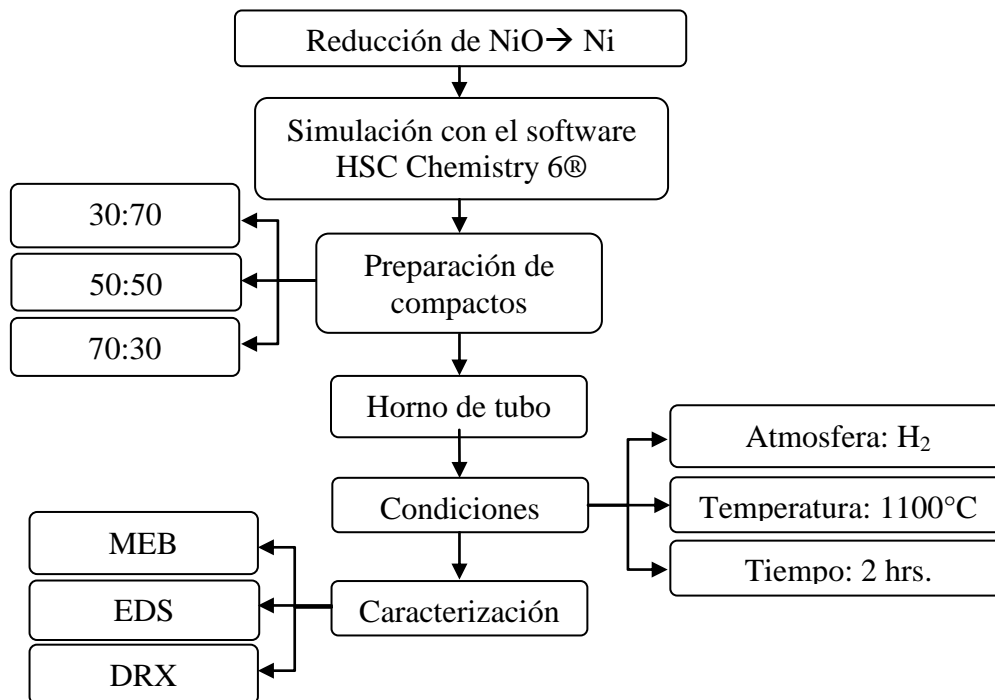 Reducción de NiO→ Ni
Simulación con el software
HSC Chemistry 6®
30:70
50:50
70:30
Preparación de
compactos
Horno de tubo
Condiciones
Atmosfera: H₂
Temperatura: 1100°C
Tiempo: 2 hrs.
Caracterización
MEB
EDS
DRX